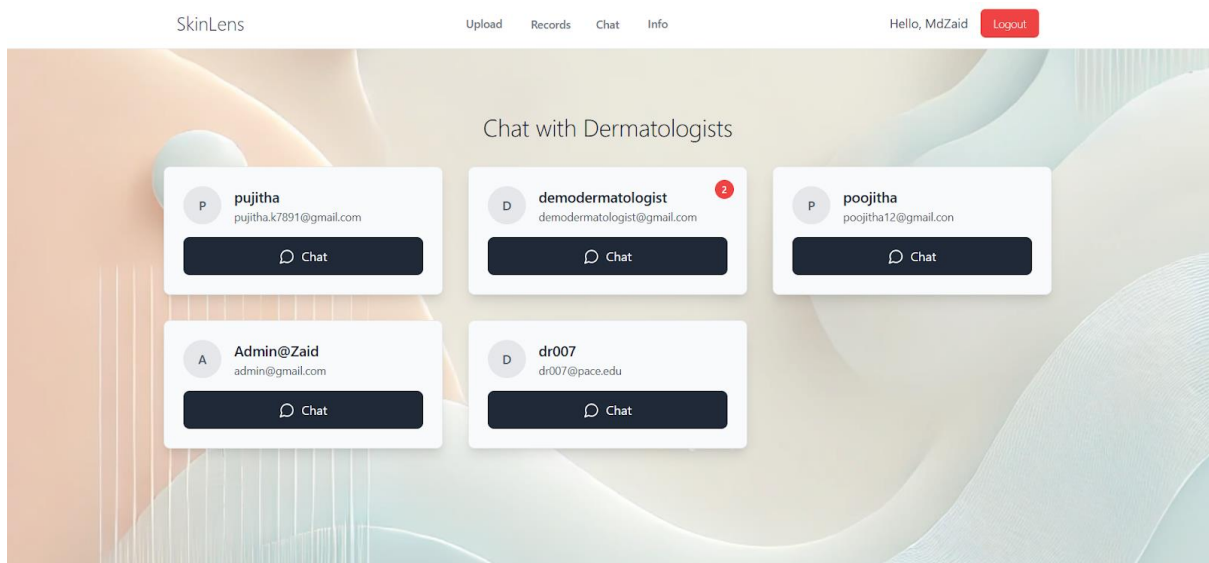 SkinLens
Upload Records Chat Info
Hello, MdZaid Logout
Chat with Dermatologists
P
pujitha
pujitha.k7891@gmail.com
Chat
D
demodermatologist
demodermatologist@gmail.com
2
Chat
P
poojitha
poojitha12@gmail.con
Chat
A
Admin@Zaid
admin@gmail.com
Chat
D
dr007
dr007@pace.edu
Chat